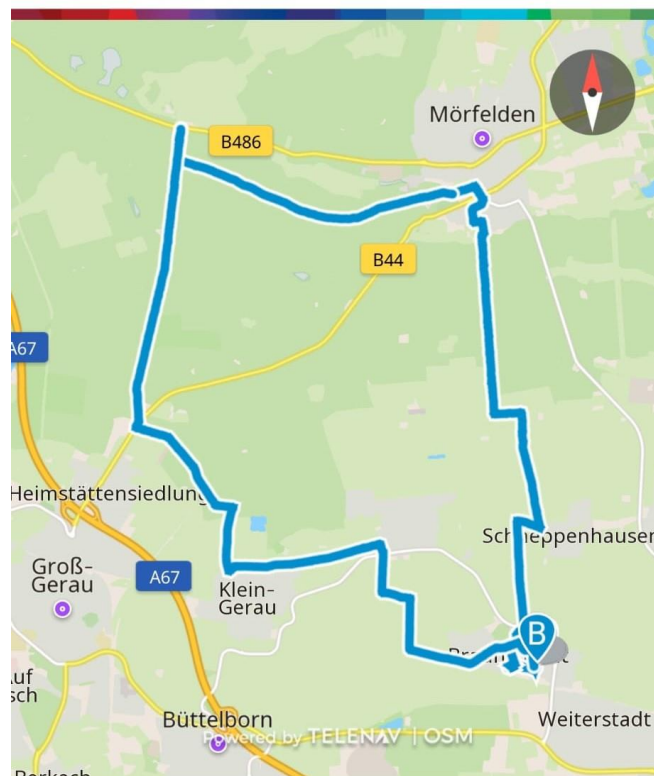 Mörfelden
B486
B44
A67
Heimstättensiedlung
Schneppenhausen
Groß-
Gerau
A67
Klein-
Gerau
B
Büttelborn
Weiterstadt
Powered by TELENAV | OSM